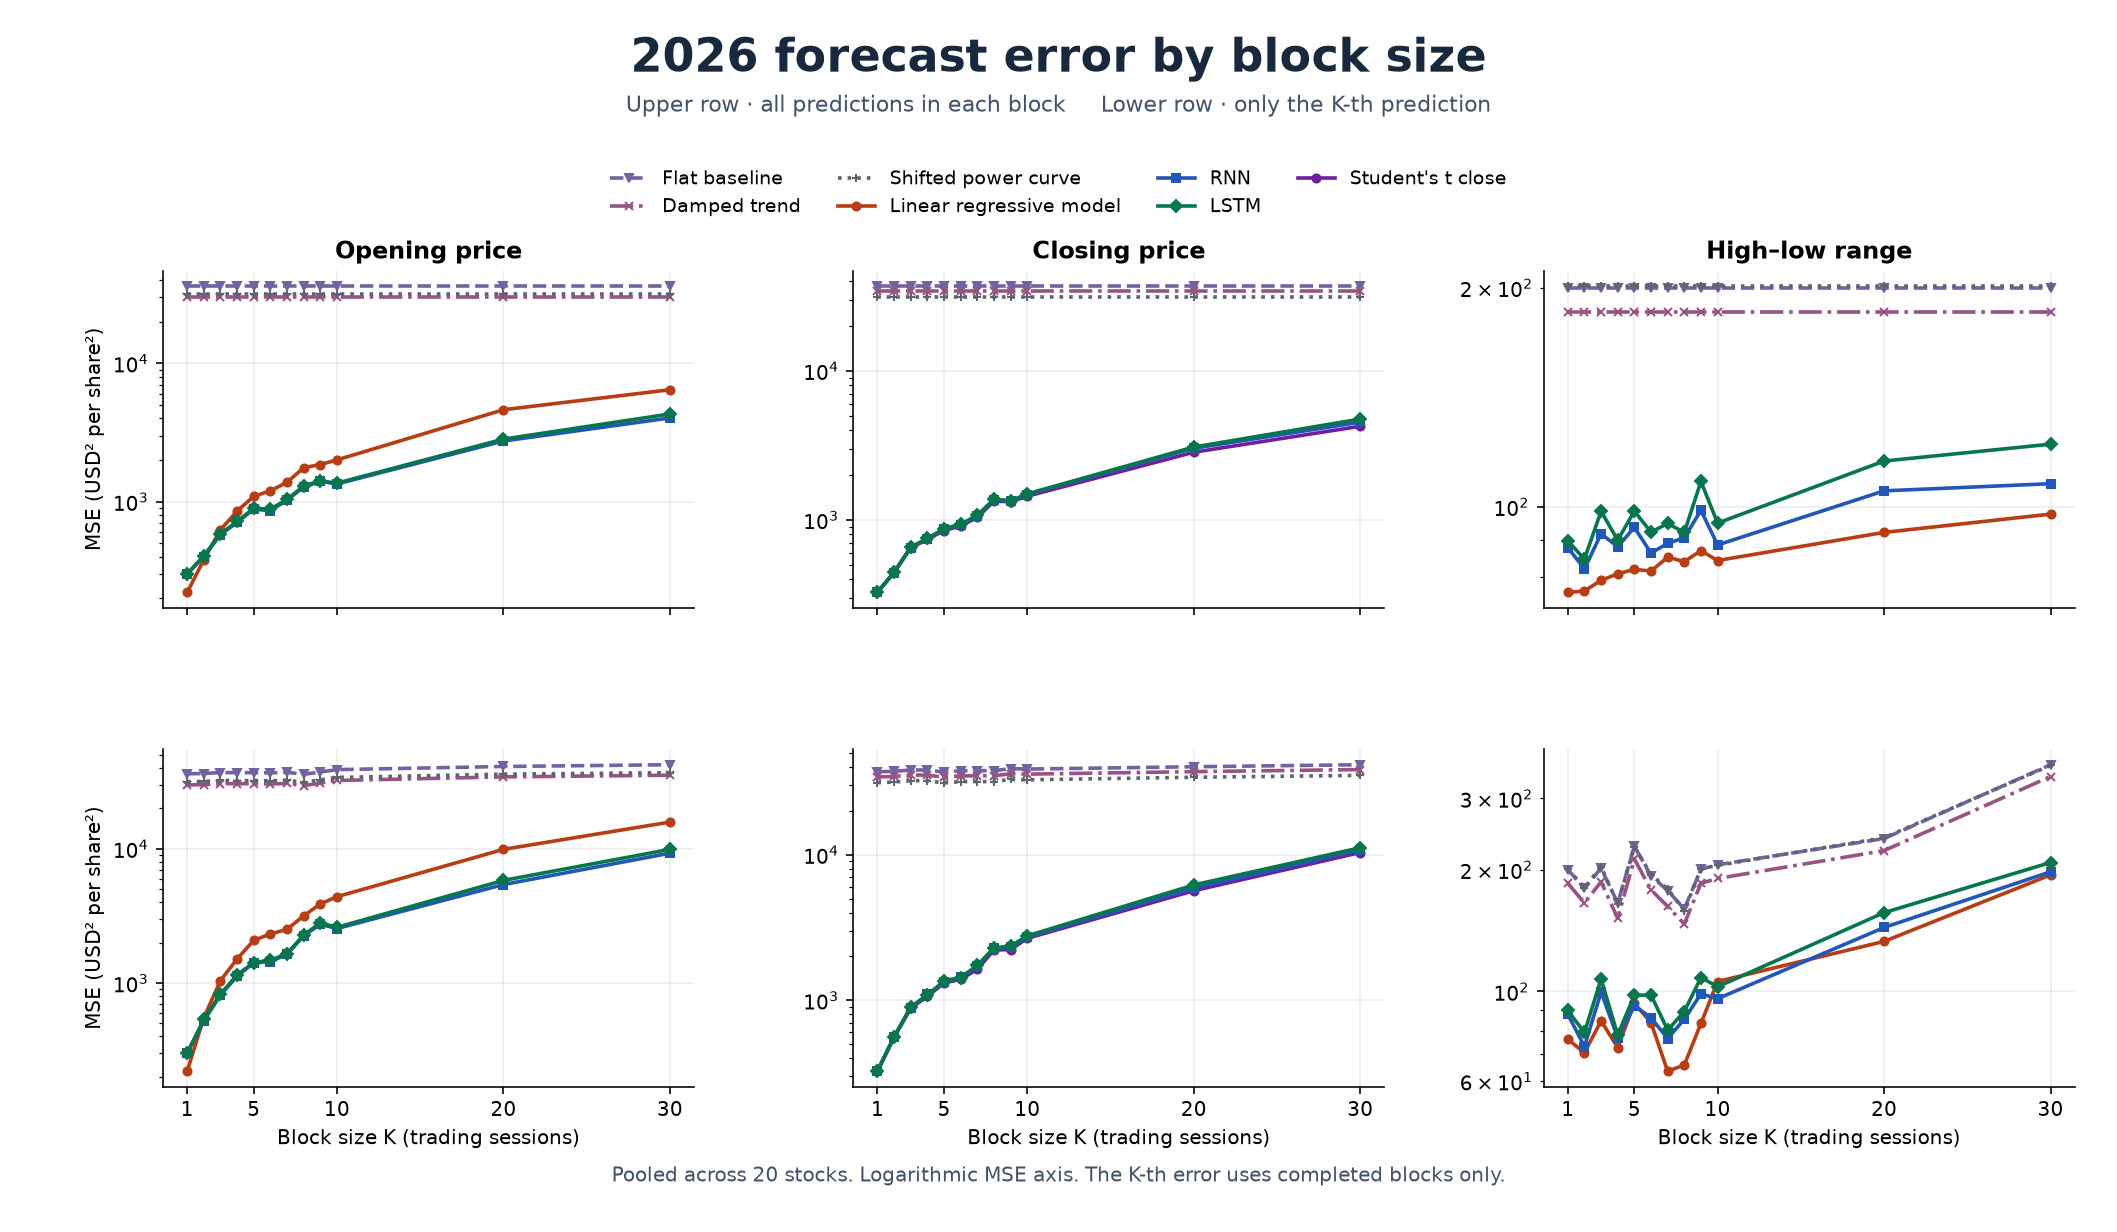 2026 forecast error by block size
Upper row · all predictions in each block Lower row · only the K-th prediction
Flat baseline Shifted power curve RNN Student's t close
Damped trend Linear regressive model LSTM
Opening price Closing price High–low range
MSE (USD² per share²)
10⁴
10³
10⁴
10³
2 × 10²
10²
MSE (USD² per share²)
10⁴
10³
10⁴
10³
3 × 10²
2 × 10²
10²
6 × 10¹
1 5 10 20 30 1 5 10 20 30 1 5 10 20 30
Block size K (trading sessions) Block size K (trading sessions) Block size K (trading sessions)
Pooled across 20 stocks. Logarithmic MSE axis. The K-th error uses completed blocks only.